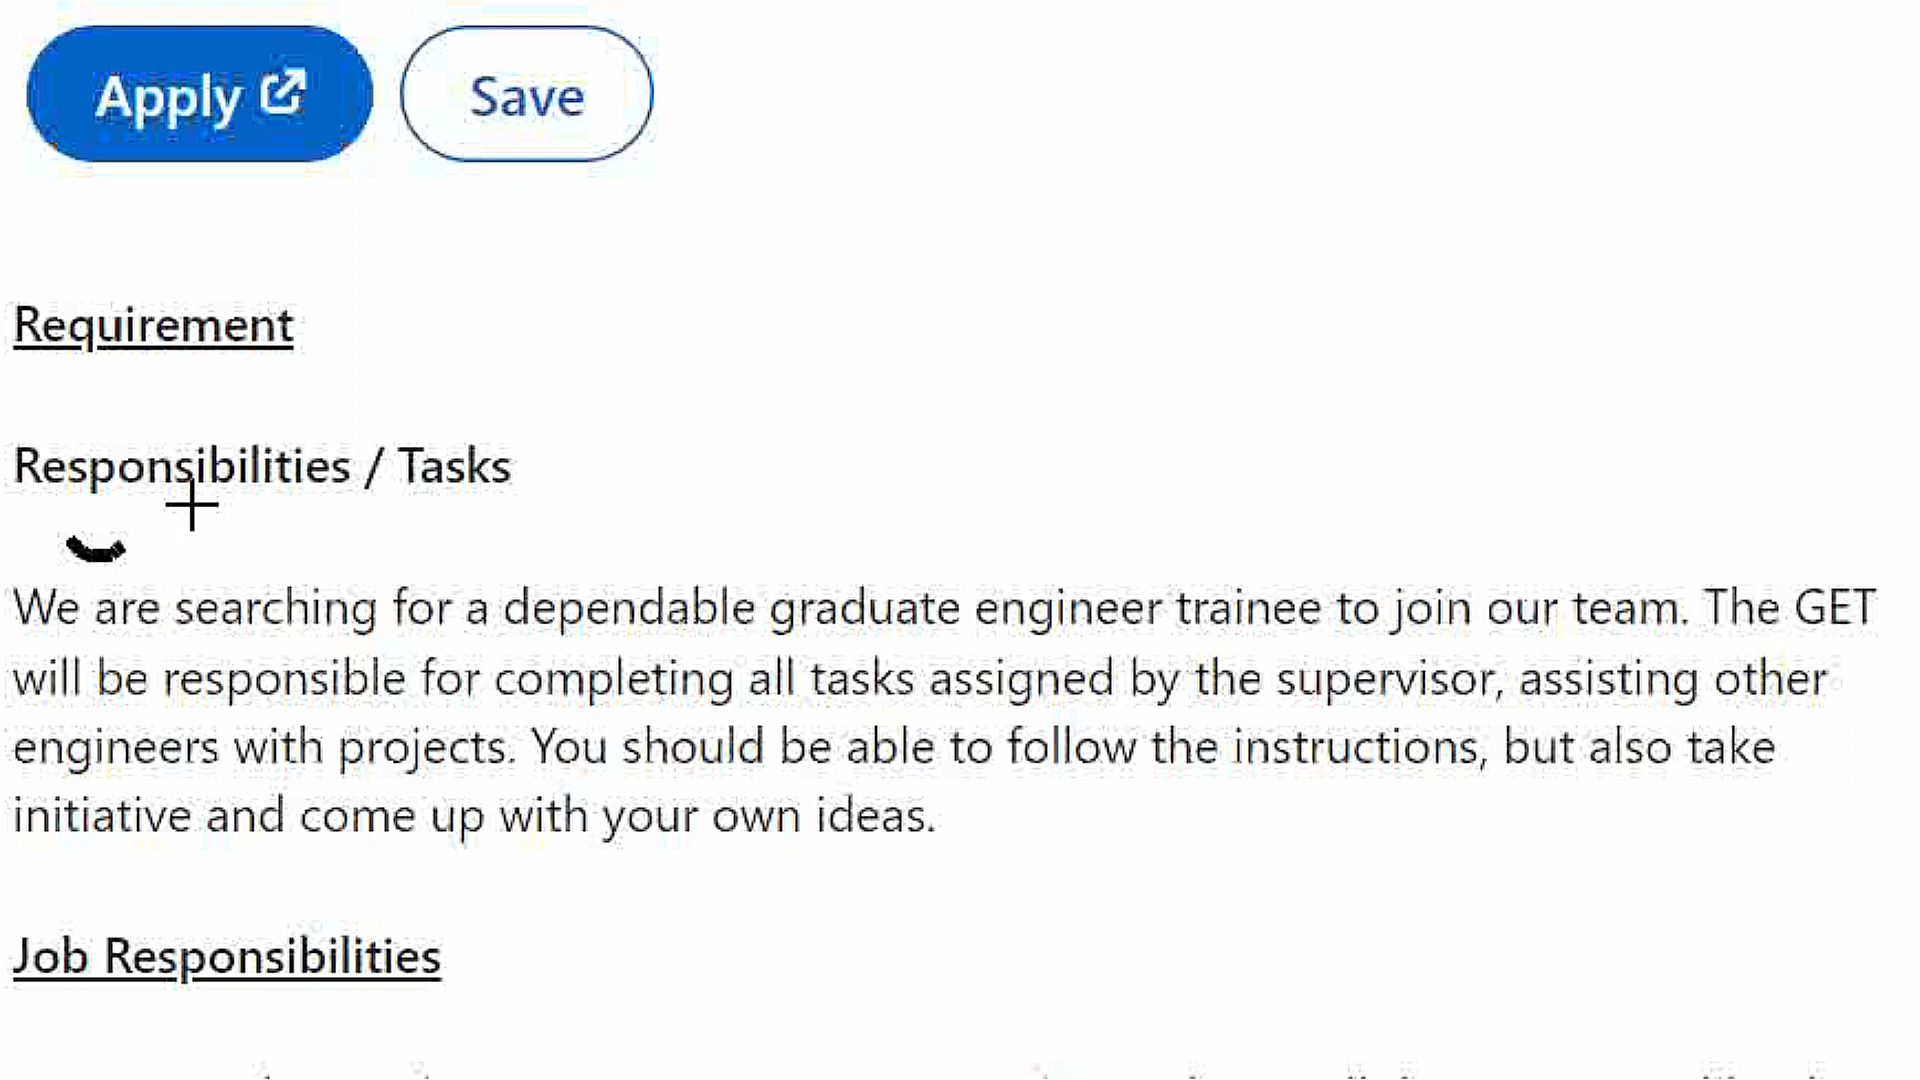 Apply
Save
Requirement
Responsibilities / Tasks
We are searching for a dependable graduate engineer trainee to join our team. The GET
will be responsible for completing all tasks assigned by the supervisor, assisting other
engineers with projects. You should be able to follow the instructions, but also take
initiative and come up with your own ideas.
Job Responsibilities